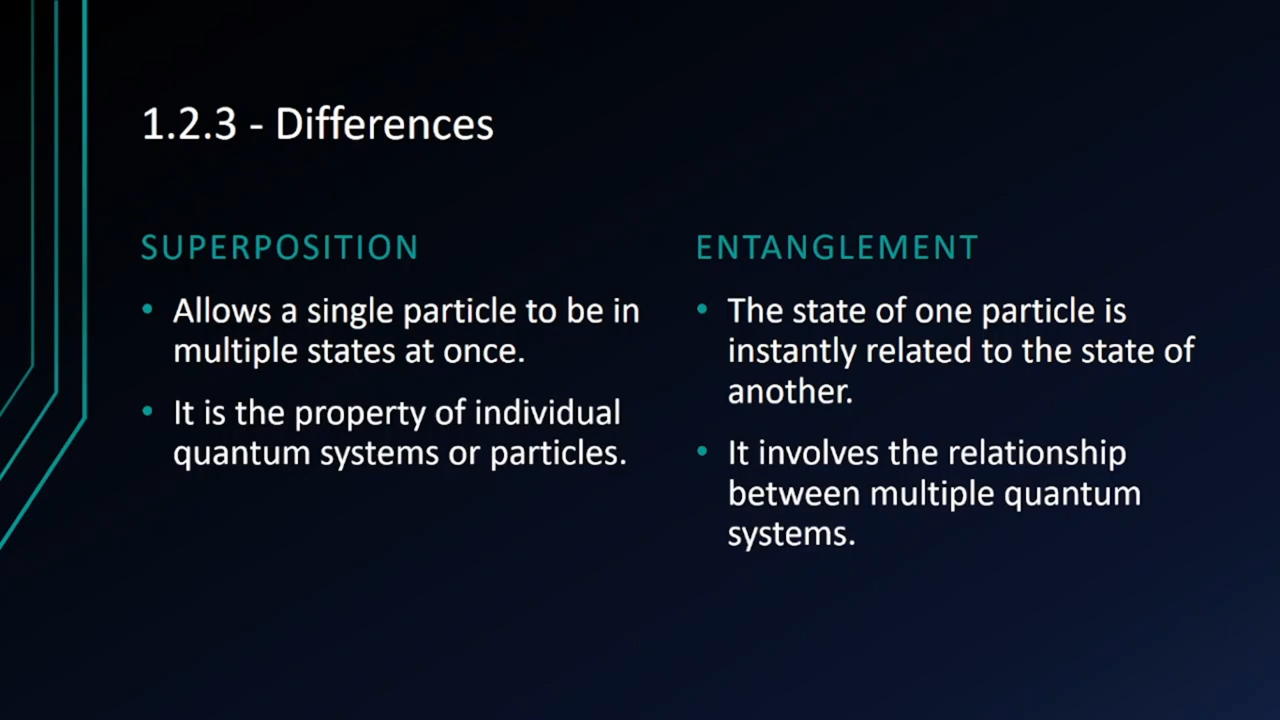 1.2.3 - Differences
SUPERPOSITION
• Allows a single particle to be in
multiple states at once.
• It is the property of individual
quantum systems or particles.
ENTANGLEMENT
• The state of one particle is
instantly related to the state of
another.
• It involves the relationship
between multiple quantum
systems.